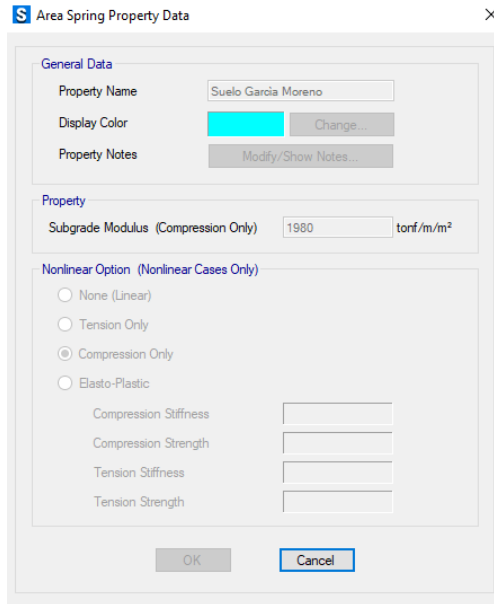 S Area Spring Property Data
General Data
Property Name Suelo Garcia Moreno
Display Color Change...
Property Notes Modify/Show Notes...
Property
Subgrade Modulus (Compression Only) 1980 tonf/m/m²
Nonlinear Option (Nonlinear Cases Only)
None (Linear)
Tension Only
Compression Only
Elasto-Plastic
Compression Stiffness
Compression Strength
Tension Stiffness
Tension Strength
OK Cancel